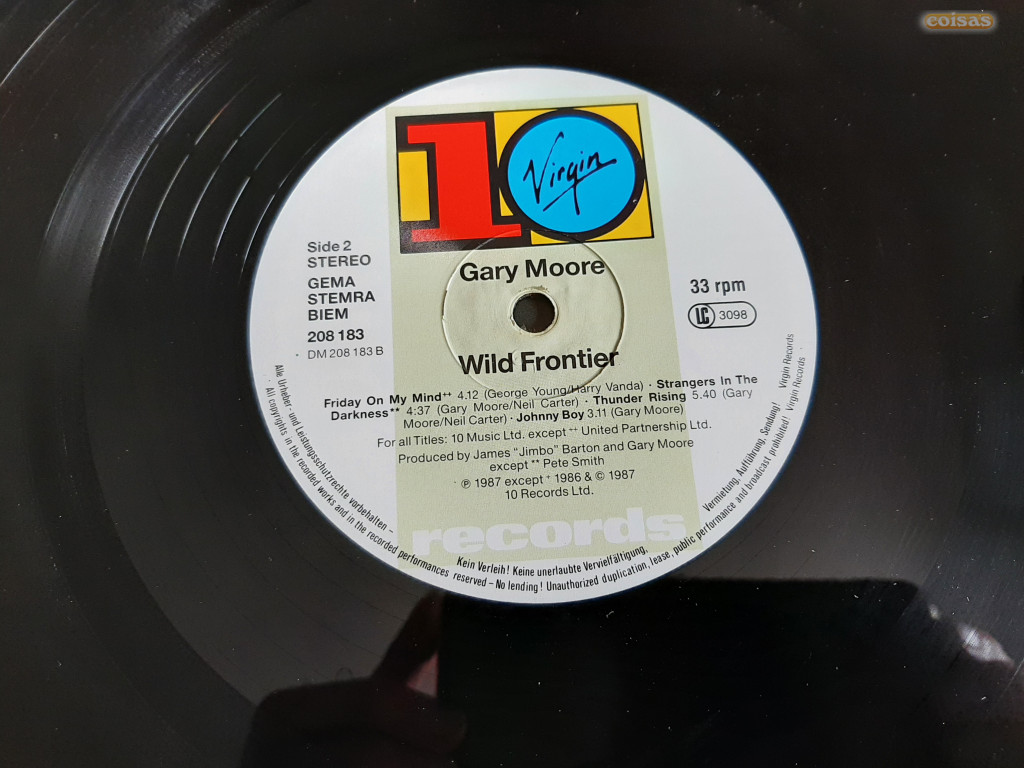 coisas
10
Virgin
Side 2
STEREO
GEMA
STEMRA
BIEM
208 183
DM 208 183 B
Gary Moore
33 rpm
LC 3098
Wild Frontier
Friday On My Mind++ 4.12 (George Young/Harry Vanda) · Strangers In The
Darkness** 4:37 (Gary Moore/Neil Carter) · Thunder Rising 5.40 (Gary
Moore/Neil Carter) · Johnny Boy 3.11 (Gary Moore)
For all Titles: 10 Music Ltd. except ++ United Partnership Ltd.
Produced by James "Jimbo" Barton and Gary Moore
except ** Pete Smith
℗ 1987 except + 1986 & © 1987
10 Records Ltd.
records
Alle Urheber- und Leistungsschutzrechte vorbehalten – Kein Verleih! Keine unerlaubte Vervielfältigung, Vermietung, Aufführung, Sendung! Virgin Records
· All copyrights in the recorded works and in the recorded performances reserved – No lending! Unauthorized duplication, lease, public performance and broadcast prohibited! Virgin Records ·